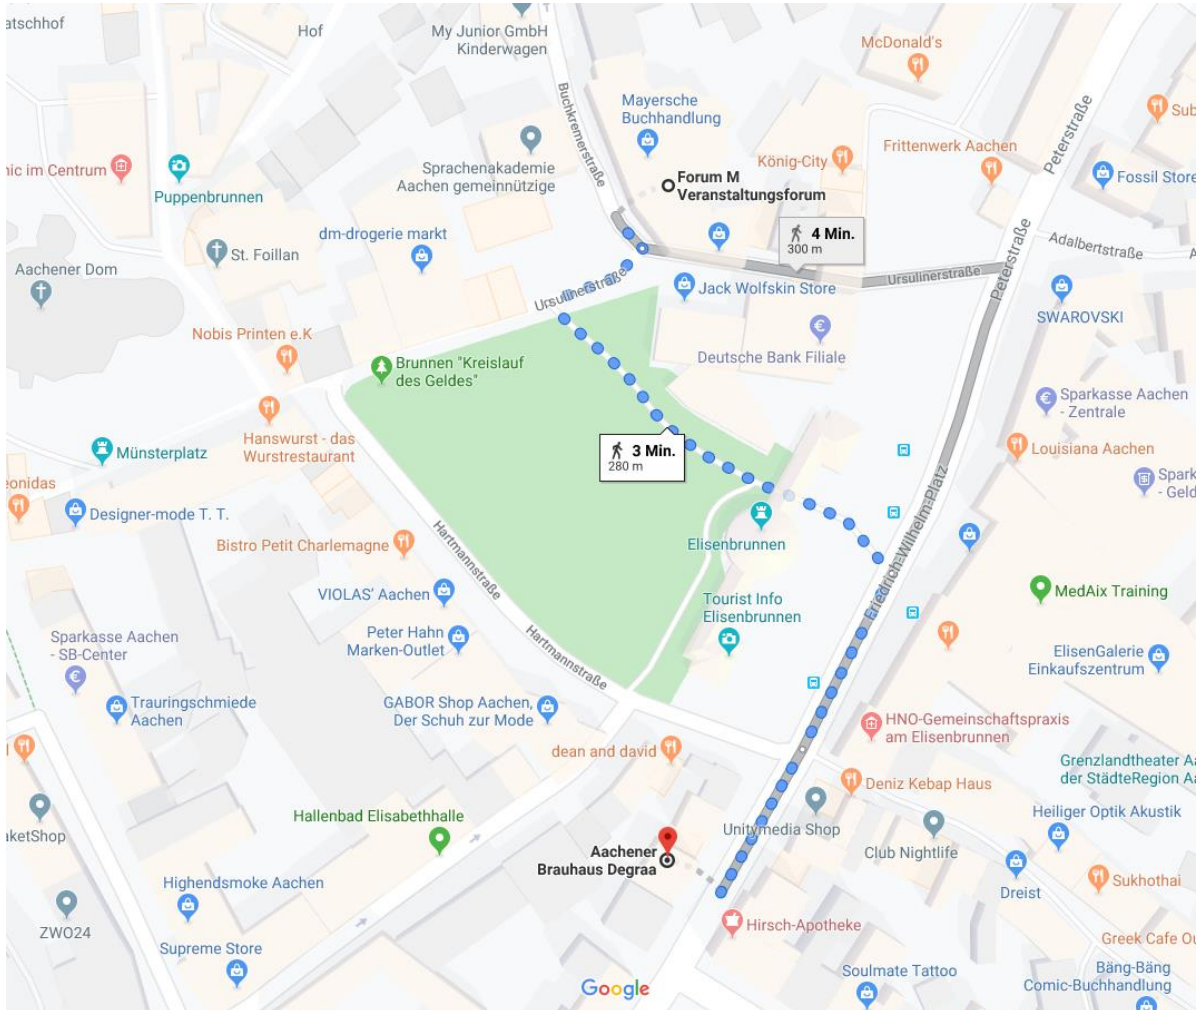 atschhof
Hof
My Junior GmbH
Kinderwagen
McDonald's
Buchkremerstraße
Mayersche
Buchhandlung
Peterstraße
Sub
Sprachenakademie
Aachen gemeinnützige
König-City
Frittenwerk Aachen
nic im Centrum
Puppenbrunnen
Forum M
Veranstaltungsforum
Fossil Store
dm-drogerie markt
4 Min.
300 m
St. Foillan
Adalbertstraße
A
Aachener Dom
Ursulinerstraße
Peterstraße
Ursulinerstraße
Jack Wolfskin Store
SWAROVSKI
Nobis Printen e.K
Brunnen "Kreislauf
des Geldes"
Deutsche Bank Filiale
Sparkasse Aachen
- Zentrale
Hanswurst - das
Wurstrestaurant
Münsterplatz
3 Min.
280 m
Louisiana Aachen
Spark
- Geld
eonidas
Designer-mode T. T.
Bistro Petit Charlemagne
Hartmannstraße
Elisenbrunnen
Friedrich-Wilhelm-Platz
VIOLAS' Aachen
Tourist Info
Elisenbrunnen
MedAix Training
Sparkasse Aachen
- SB-Center
Peter Hahn
Marken-Outlet
Hartmannstraße
ElisenGalerie
Einkaufszentrum
Trauringschmiede
Aachen
GABOR Shop Aachen,
Der Schuh zur Mode
HNO-Gemeinschaftspraxis
am Elisenbrunnen
dean and david
Grenzlandtheater Aa
der StädteRegion Aa
Deniz Kebap Haus
Hallenbad Elisabethhalle
Unitymedia Shop
Heiliger Optik Akustik
aketShop
Aachener
Brauhaus Degraa
Club Nightlife
Highendsmoke Aachen
Dreist
Sukhothai
ZWO24
Hirsch-Apotheke
Supreme Store
Greek Cafe Ou
Google
Soulmate Tattoo
Bäng-Bäng
Comic-Buchhandlung